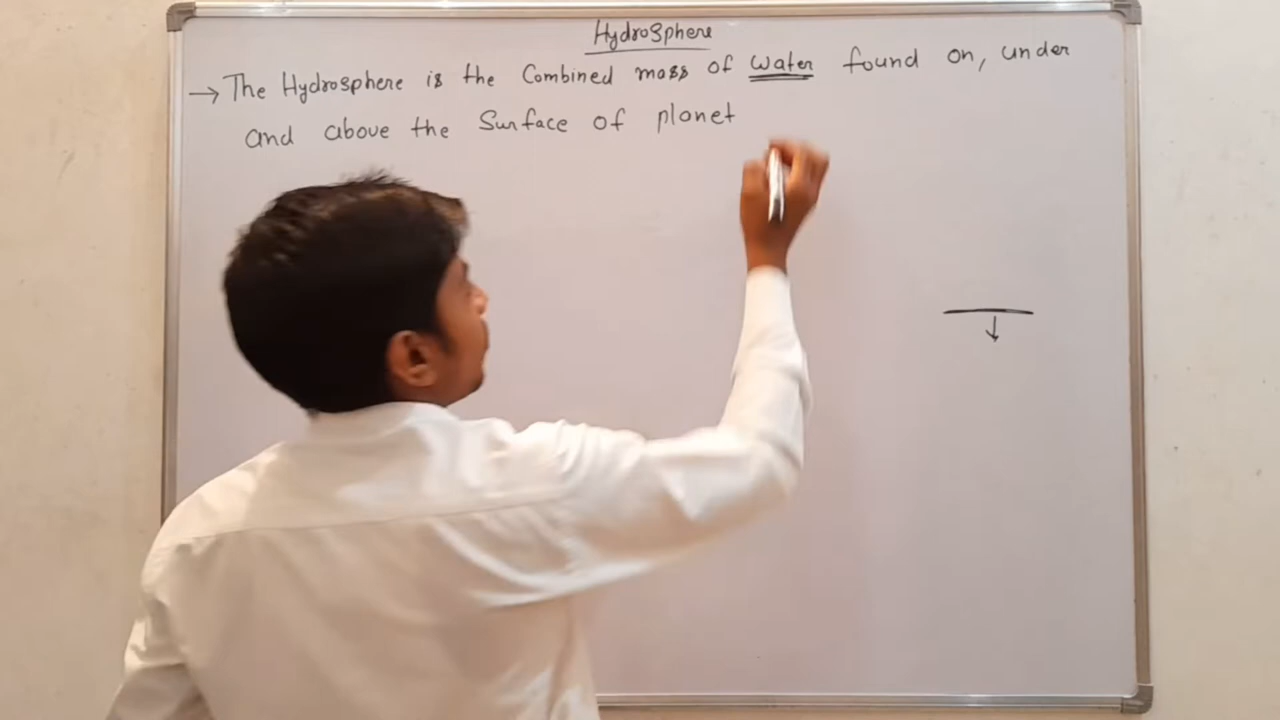 Hydrosphere
→ The Hydrosphere is the Combined mass of water found on, under
and above the Surface of planet